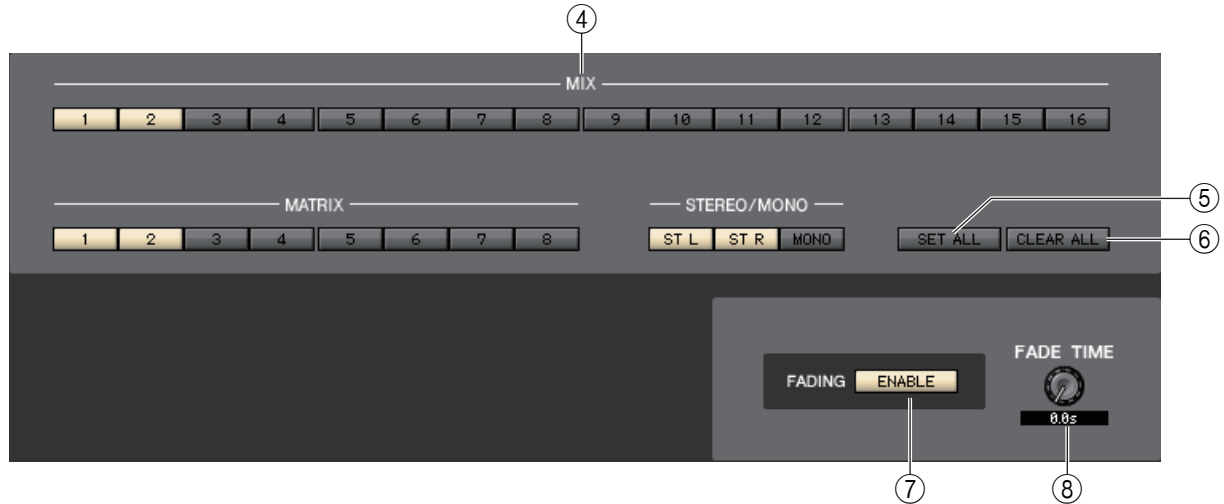 ④
MIX
1 2 3 4 5 6 7 8 9 10 11 12 13 14 15 16
MATRIX STEREO/MONO
⑤
1 2 3 4 5 6 7 8 ST L ST R MONO SET ALL CLEAR ALL
⑥
FADE TIME
FADING ENABLE
0.0s
⑦ ⑧